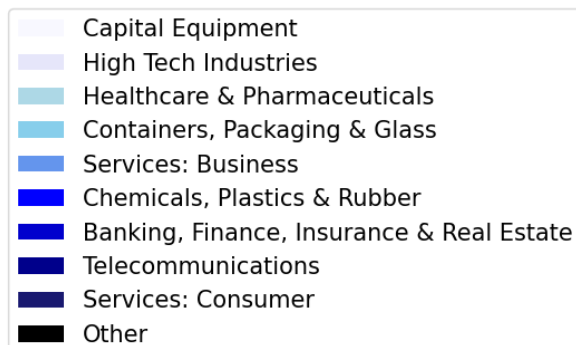 Capital Equipment
High Tech Industries
Healthcare & Pharmaceuticals
Containers, Packaging & Glass
Services: Business
Chemicals, Plastics & Rubber
Banking, Finance, Insurance & Real Estate
Telecommunications
Services: Consumer
Other